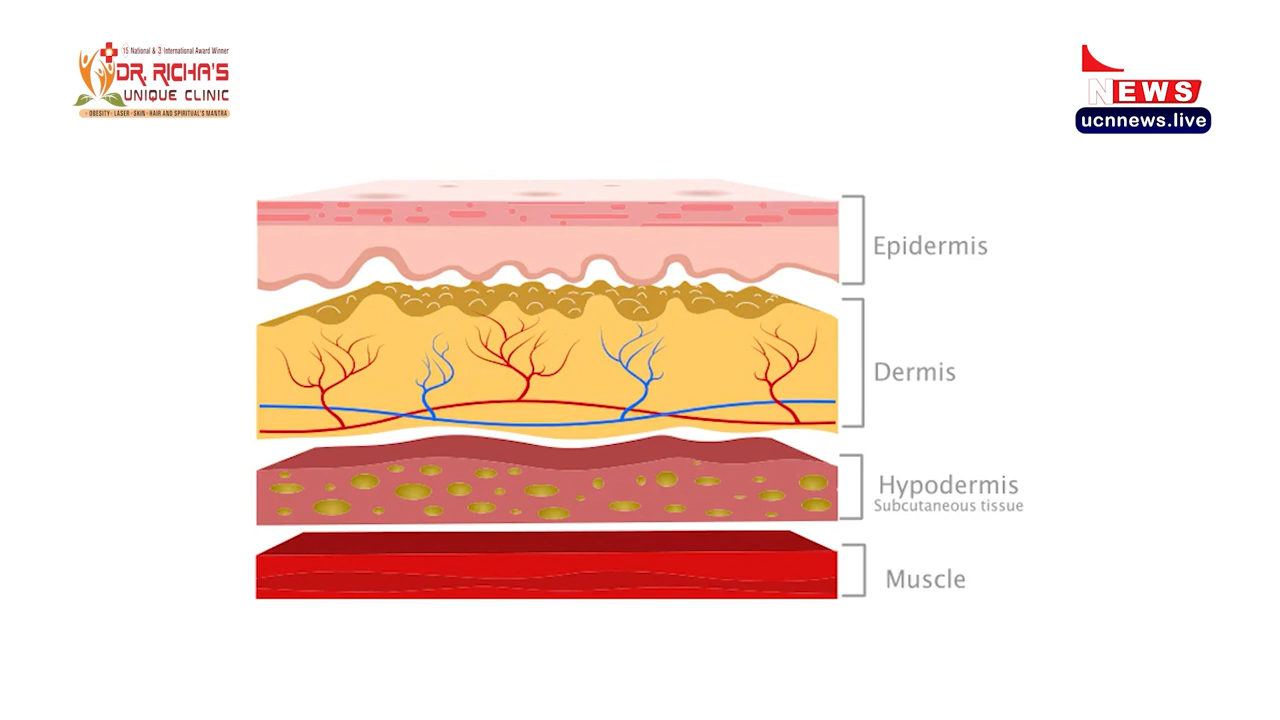 15 National & 3 International Award Winner
DR. RICHA'S
UNIQUE CLINIC
OBESITY - LASER - SKIN - HAIR AND SPIRITUAL'S MANTRA
NEWS
ucnnews.live
Epidermis
Dermis
Hypodermis
Subcutaneous tissue
Muscle